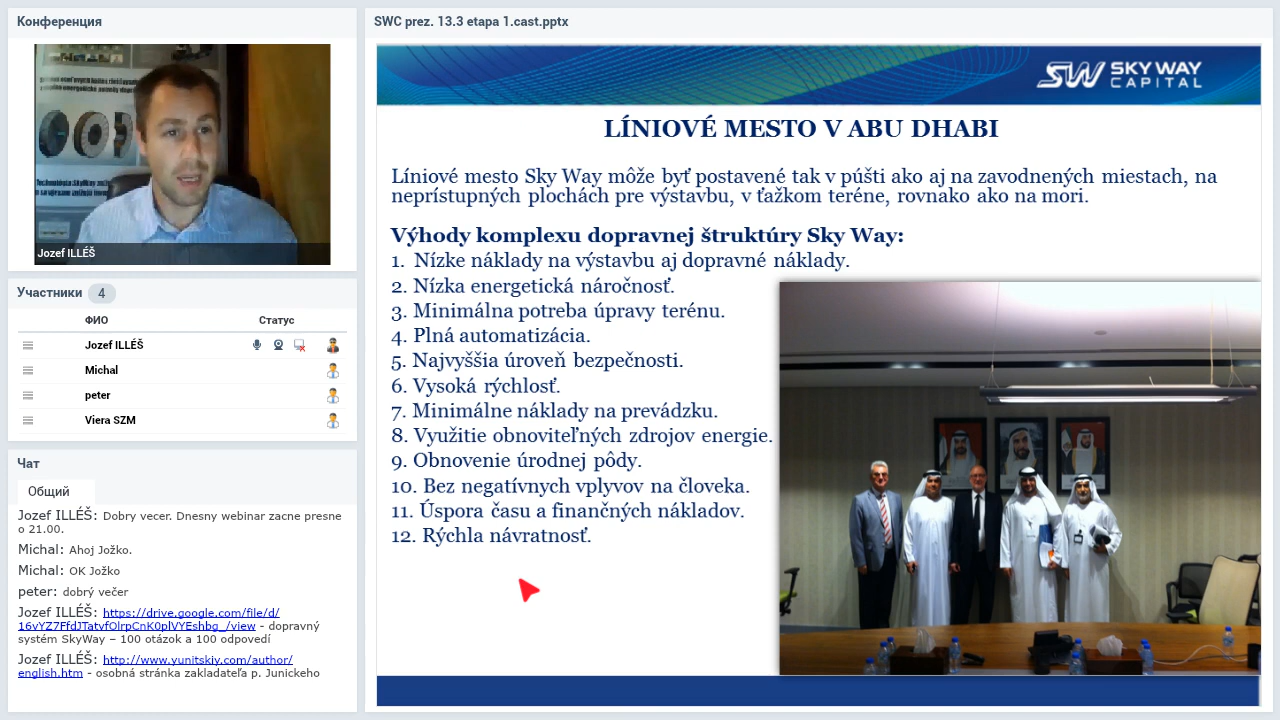 Конференция
Jozef ILLÉŠ
Участники 4
ФИО Статус
Jozef ILLÉŠ
Michal
peter
Viera SZM
Чат
Общий
Jozef ILLÉŠ: Dobry vecer. Dnesny webinar zacne presne
o 21.00.
Michal: Ahoj Jožko.
Michal: OK Jožko
peter: dobrý večer
Jozef ILLÉŠ: https://drive.google.com/file/d/
16vYZ7FfdJTatvfOlrpCnK0plVYEshbg_/view - dopravný
systém SkyWay – 100 otázok a 100 odpovedí
Jozef ILLÉŠ: http://www.yunitskiy.com/author/
english.htm - osobná stránka zakladateľa p. Junickeho
SWC prez. 13.3 etapa 1.cast.pptx
SW SKY WAY
CAPITAL
LÍNIOVÉ MESTO V ABU DHABI
Líniové mesto Sky Way môže byť postavené tak v púšti ako aj na zavodnených miestach, na
neprístupných plochách pre výstavbu, v ťažkom teréne, rovnako ako na mori.
Výhody komplexu dopravnej štruktúry Sky Way:
1. Nízke náklady na výstavbu aj dopravné náklady.
2. Nízka energetická náročnosť.
3. Minimálna potreba úpravy terénu.
4. Plná automatizácia.
5. Najvyššia úroveň bezpečnosti.
6. Vysoká rýchlosť.
7. Minimálne náklady na prevádzku.
8. Využitie obnoviteľných zdrojov energie.
9. Obnovenie úrodnej pôdy.
10. Bez negatívnych vplyvov na človeka.
11. Úspora času a finančných nákladov.
12. Rýchla návratnosť.